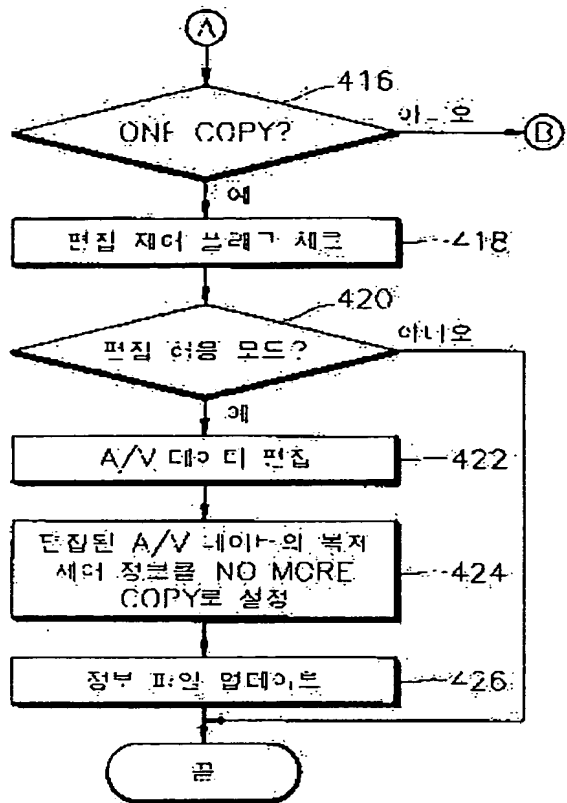 A
416
ONE COPY?
아니오
B
예
편집 제어 플래그 체크
418
420
편집 허용 모드?
아니오
예
A/V 데이터 편집
422
편집된 A/V 데이터의 복제
제어 정보를 NO MORE
COPY로 설정
424
정보 파일 업데이트
426
끝